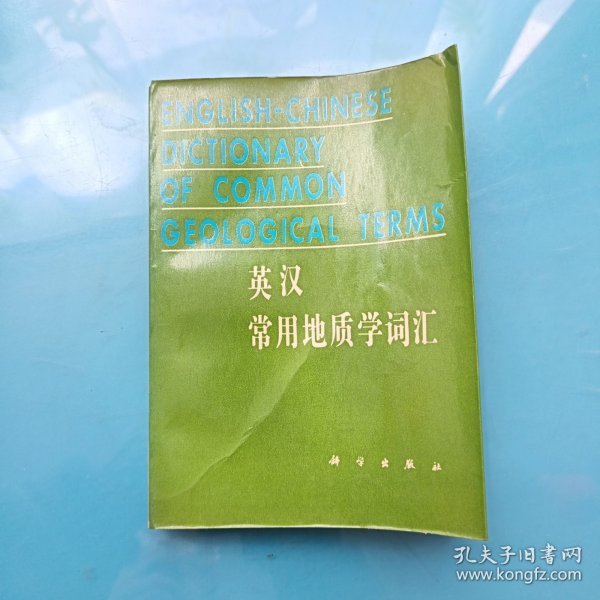 ENGLISH-CHINESE
DICTIONARY
OF COMMON
GEOLOGICAL TERMS
英汉
常用地质学词汇
科学出版社
孔夫子旧书网
www.kongfz.com